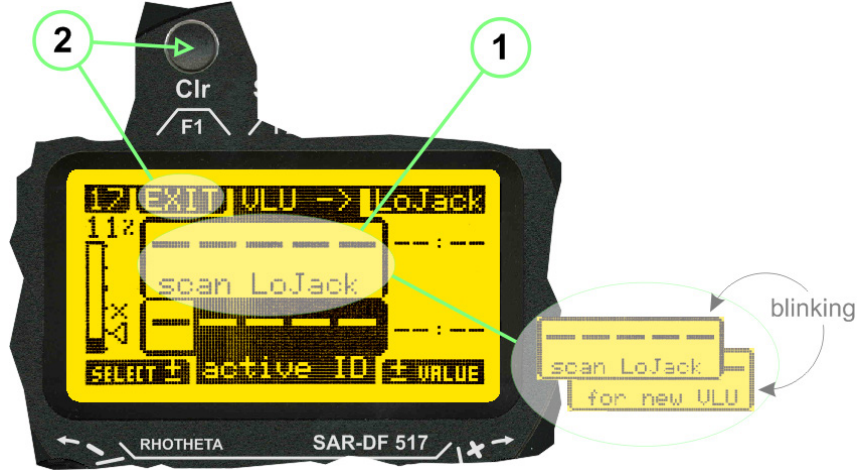 2
1
Clr
F1
17 EXIT VLU -> LoJack
11%
----- --:--
scan LoJack
blinking
----- --:--
scan LoJack
for new VLU
SELECT ± active ID ± VALUE
RHOTHETA SAR-DF 517